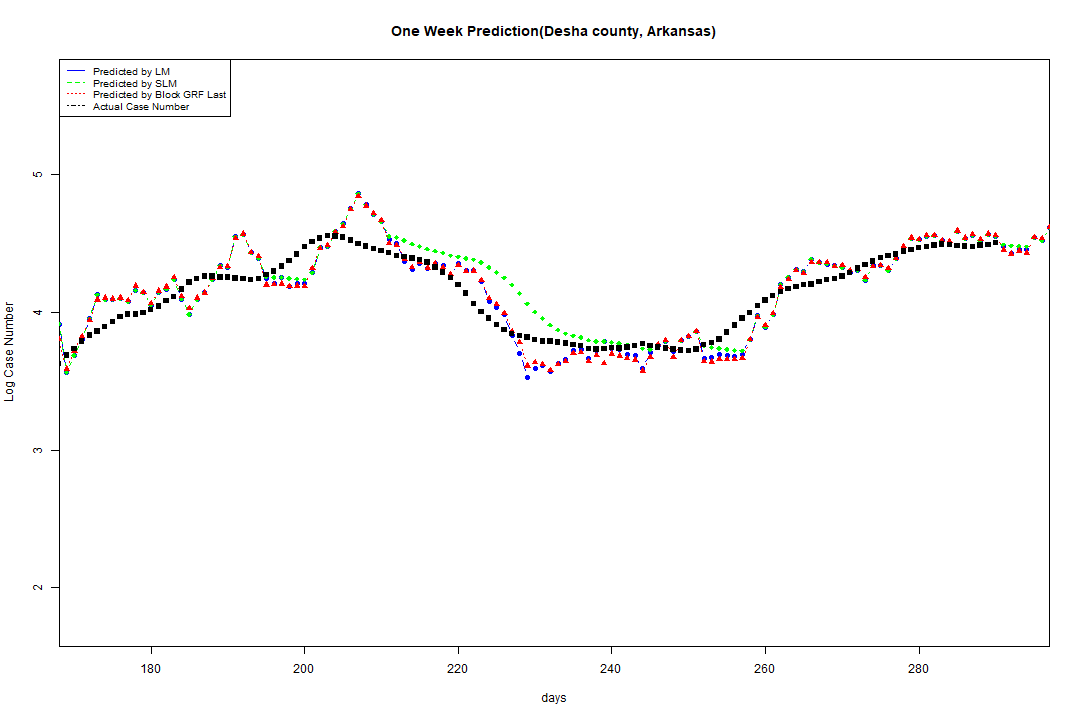 One Week Prediction(Desha county, Arkansas)
Predicted by LM
Predicted by SLM
Predicted by Block GRF Last
Actual Case Number
5
4
3
2
Log Case Number
180 200 220 240 260 280
days